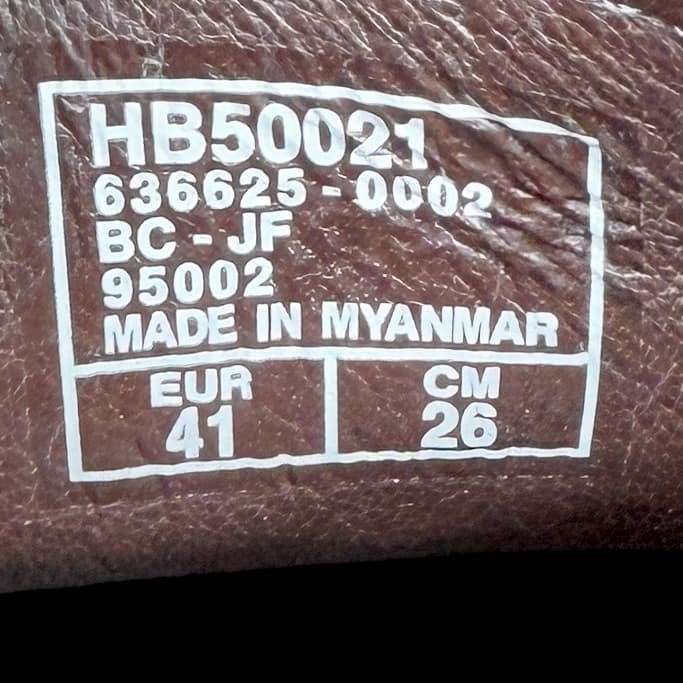 HB50021
636625-0002
BC-JF
95002
MADE IN MYANMAR
EUR
41
CM
26